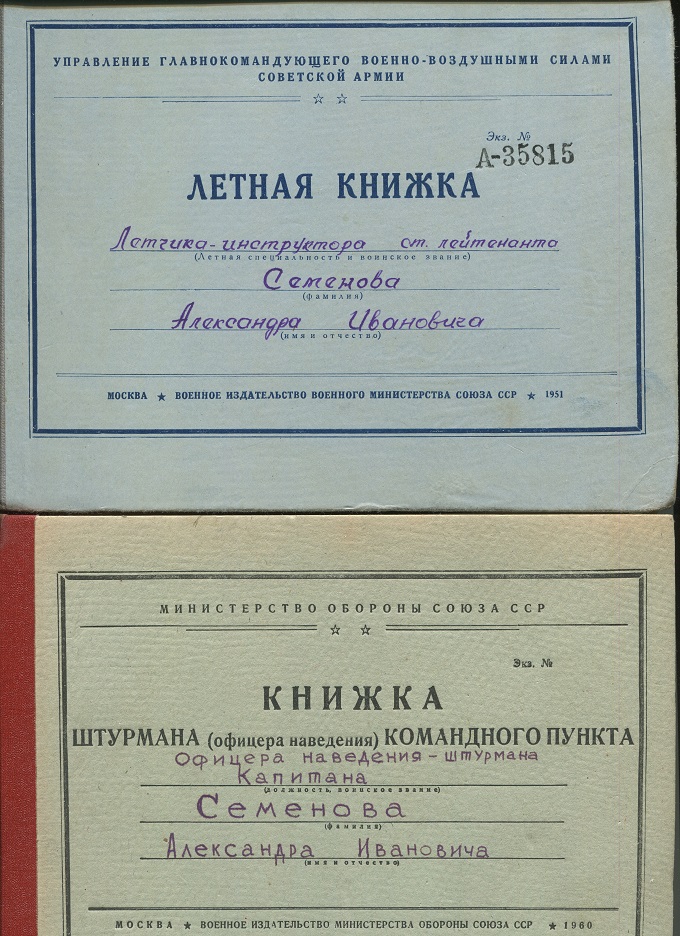 УПРАВЛЕНИЕ ГЛАВНОКОМАНДУЮЩЕГО ВОЕННО-ВОЗДУШНЫМИ СИЛАМИ
СОВЕТСКОЙ АРМИИ
Экз. №
А-35815
ЛЕТНАЯ КНИЖКА
Летчика-инструктора ст. лейтенанта
(Летная специальность и воинское звание)
Семенова
(фамилия)
Александра Ивановича
(имя и отчество)
МОСКВА ★ ВОЕННОЕ ИЗДАТЕЛЬСТВО ВОЕННОГО МИНИСТЕРСТВА СОЮЗА ССР ★ 1951
МИНИСТЕРСТВО ОБОРОНЫ СОЮЗА ССР
Экз. №
КНИЖКА
ШТУРМАНА (офицера наведения) КОМАНДНОГО ПУНКТА
Офицера наведения-штурмана
Капитана
(должность, воинское звание)
Семенова
(фамилия)
Александра Ивановича
(имя и отчество)
МОСКВА ★ ВОЕННОЕ ИЗДАТЕЛЬСТВО МИНИСТЕРСТВА ОБОРОНЫ СОЮЗА ССР ★ 1960